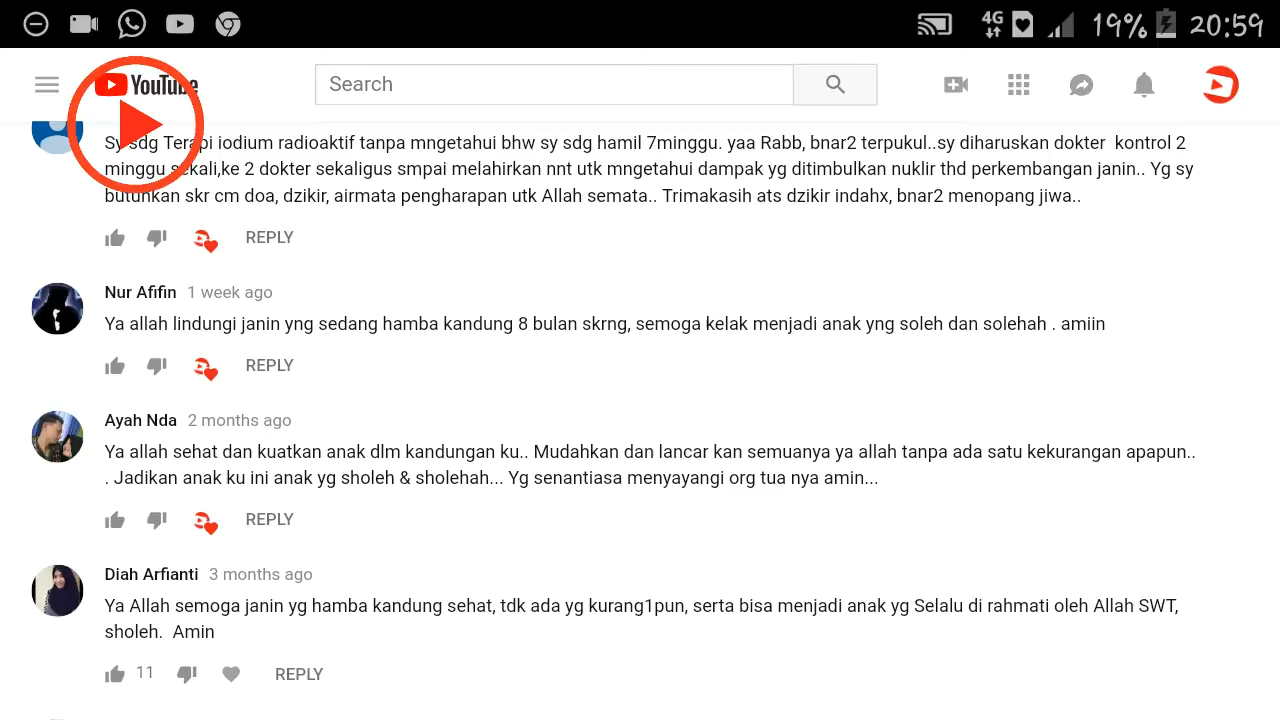 4G 19% 20:59
YouTube Search
Sy sdg Terapi iodium radioaktif tanpa mngetahui bhw sy sdg hamil 7minggu. yaa Rabb, bnar2 terpukul..sy diharuskan dokter kontrol 2
minggu sekali,ke 2 dokter sekaligus smpai melahirkan nnt utk mngetahui dampak yg ditimbulkan nuklir thd perkembangan janin.. Yg sy
butuhkan skr cm doa, dzikir, airmata pengharapan utk Allah semata.. Trimakasih ats dzikir indahx, bnar2 menopang jiwa..
REPLY
Nur Afifin 1 week ago
Ya allah lindungi janin yng sedang hamba kandung 8 bulan skrng, semoga kelak menjadi anak yng soleh dan solehah . amiin
REPLY
Ayah Nda 2 months ago
Ya allah sehat dan kuatkan anak dlm kandungan ku.. Mudahkan dan lancar kan semuanya ya allah tanpa ada satu kekurangan apapun..
. Jadikan anak ku ini anak yg sholeh & sholehah... Yg senantiasa menyayangi org tua nya amin...
REPLY
Diah Arfianti 3 months ago
Ya Allah semoga janin yg hamba kandung sehat, tdk ada yg kurang1pun, serta bisa menjadi anak yg Selalu di rahmati oleh Allah SWT,
sholeh. Amin
11 REPLY